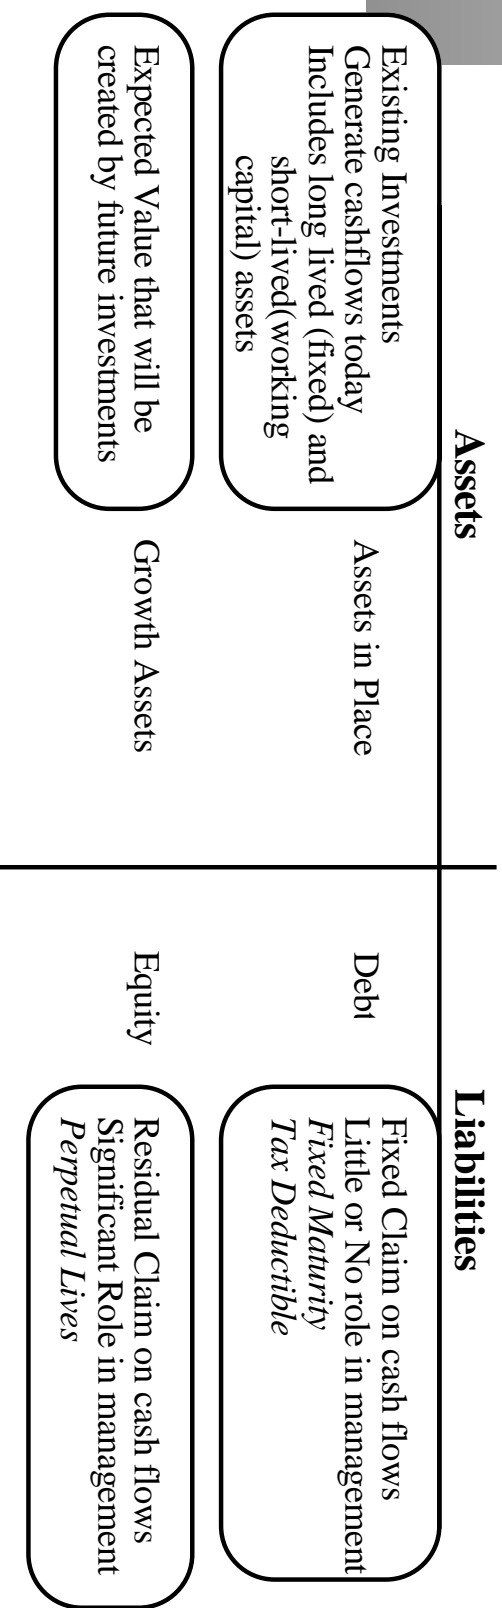 Assets
Liabilities
Existing Investments
Generate cashflows today
Includes long lived (fixed) and
short-lived(working
capital) assets
Assets in Place
Debt
Fixed Claim on cash flows
Little or No role in management
Fixed Maturity
Tax Deductible
Expected Value that will be
created by future investments
Growth Assets
Equity
Residual Claim on cash flows
Significant Role in management
Perpetual Lives